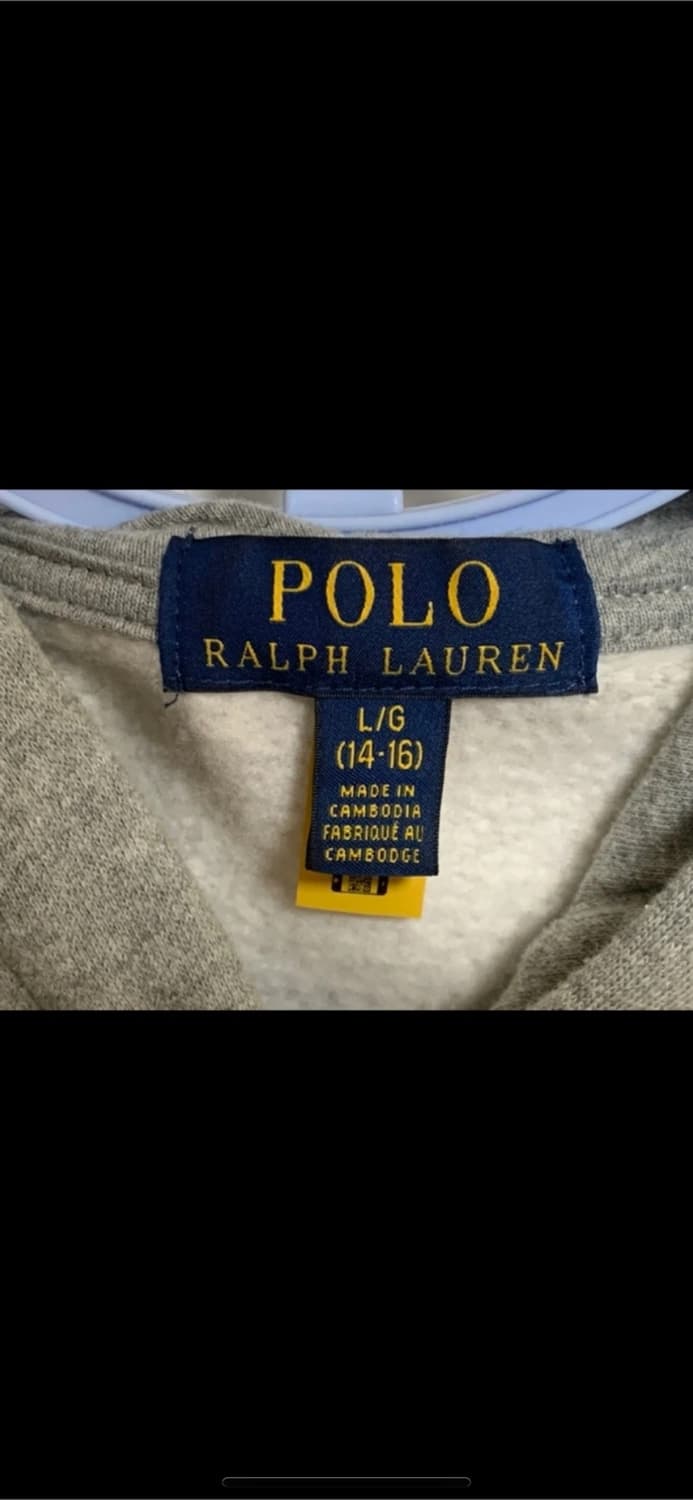 POLO
RALPH LAUREN
L/G
(14-16)
MADE IN
CAMBODIA
FABRIQUÉ AU
CAMBODGE